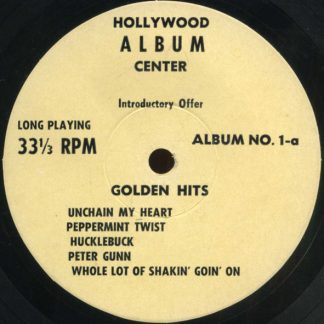 HOLLYWOOD
ALBUM
CENTER
Introductory Offer
LONG PLAYING
33⅓ RPM
ALBUM NO. 1-a
GOLDEN HITS
UNCHAIN MY HEART
PEPPERMINT TWIST
HUCKLEBUCK
PETER GUNN
WHOLE LOT OF SHAKIN' GOIN' ON